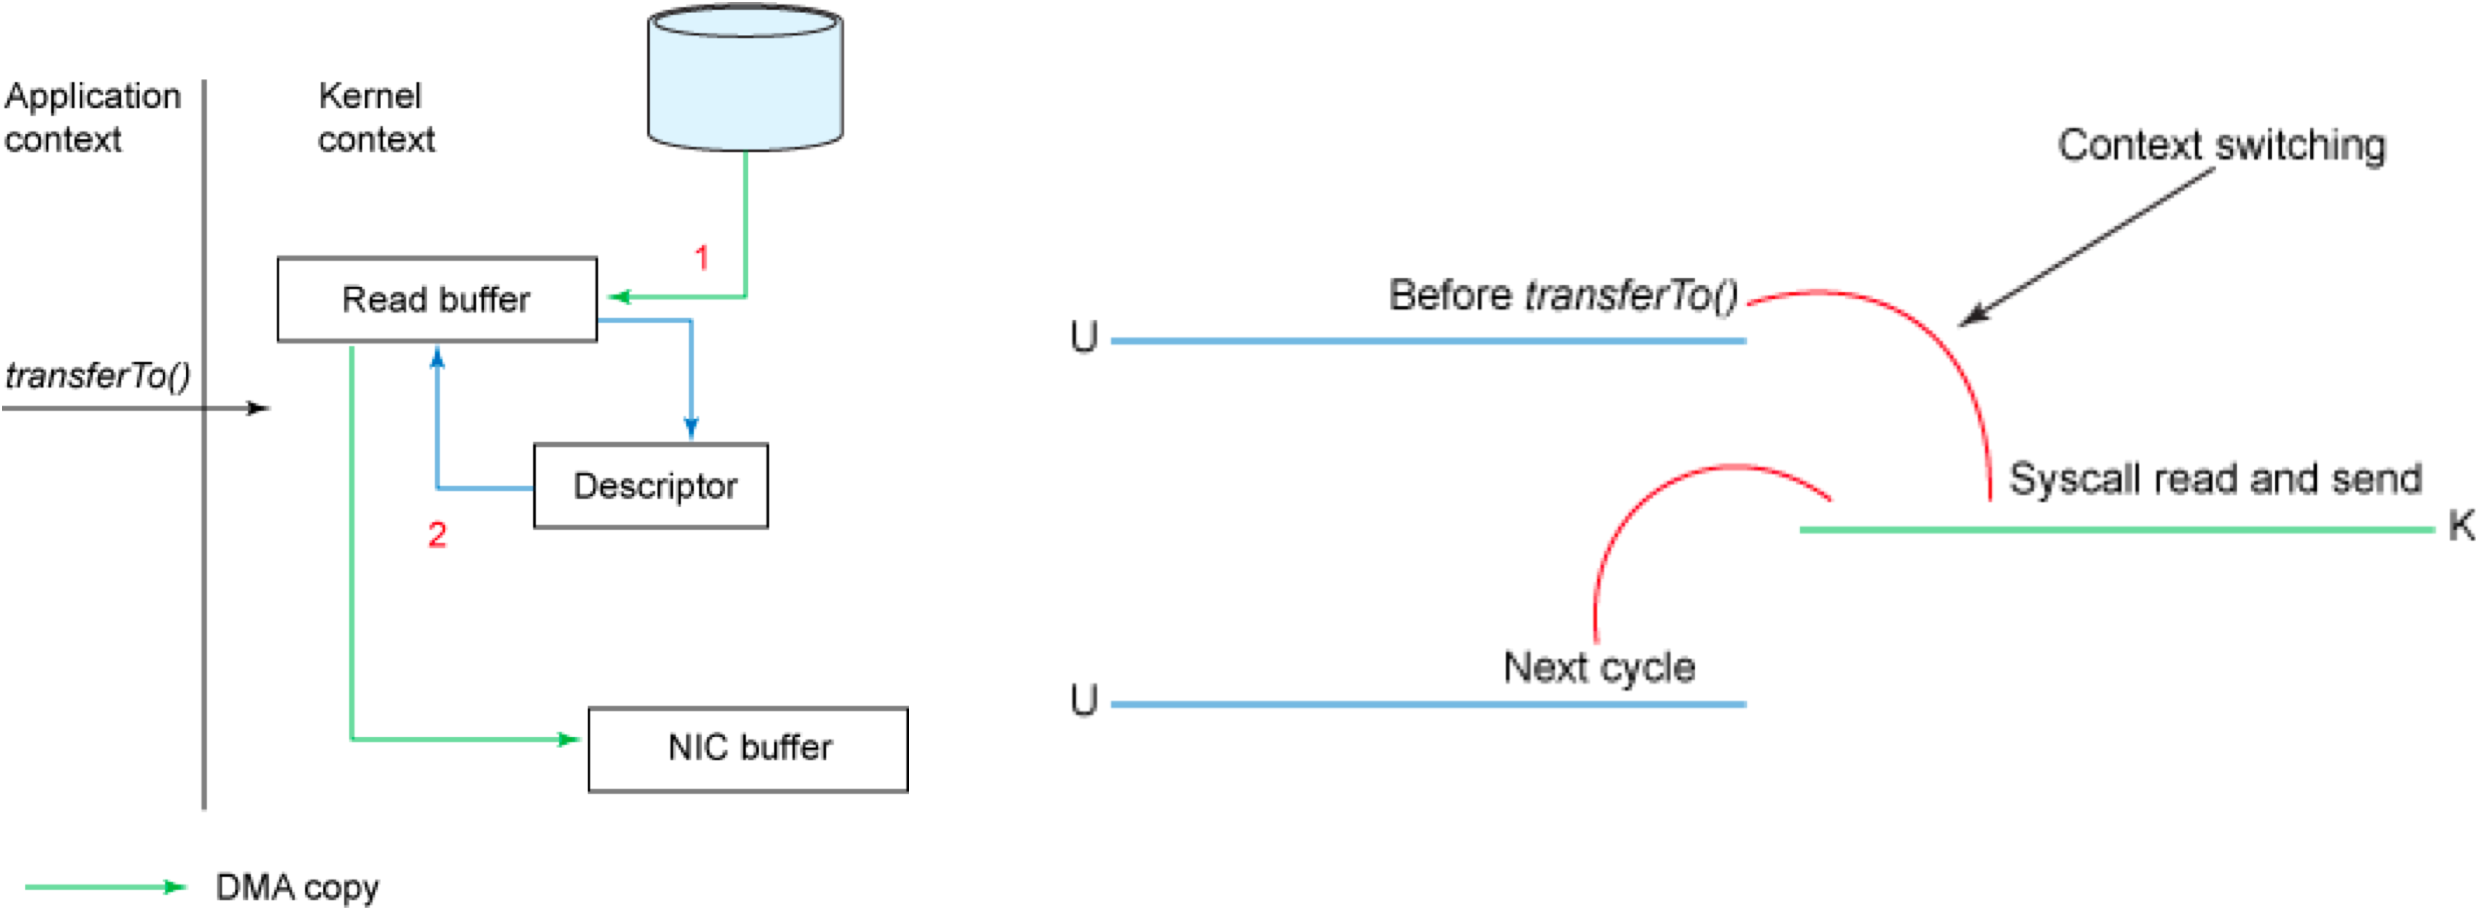 Application
context
Kernel
context
1
Read buffer
transferTo()
Descriptor
2
NIC buffer
DMA copy
Context switching
Before transferTo()
U
Syscall read and send
K
Next cycle
U